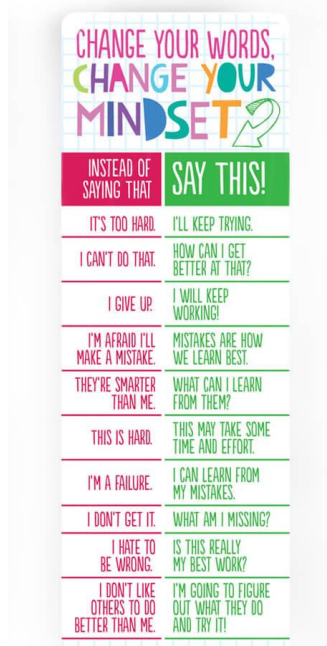 CHANGE YOUR WORDS,
CHANGE YOUR
MINDSET
INSTEAD OF
SAYING THAT
SAY THIS!
IT'S TOO HARD.
I'LL KEEP TRYING.
I CAN'T DO THAT.
HOW CAN I GET
BETTER AT THAT?
I GIVE UP.
I WILL KEEP
WORKING!
I'M AFRAID I'LL
MAKE A MISTAKE.
MISTAKES ARE HOW
WE LEARN BEST.
THEY'RE SMARTER
THAN ME.
WHAT CAN I LEARN
FROM THEM?
THIS IS HARD.
THIS MAY TAKE SOME
TIME AND EFFORT.
I'M A FAILURE.
I CAN LEARN FROM
MY MISTAKES.
I DON'T GET IT.
WHAT AM I MISSING?
I HATE TO
BE WRONG.
IS THIS REALLY
MY BEST WORK?
I DON'T LIKE
OTHERS TO DO
BETTER THAN ME.
I'M GOING TO FIGURE
OUT WHAT THEY DO
AND TRY IT!